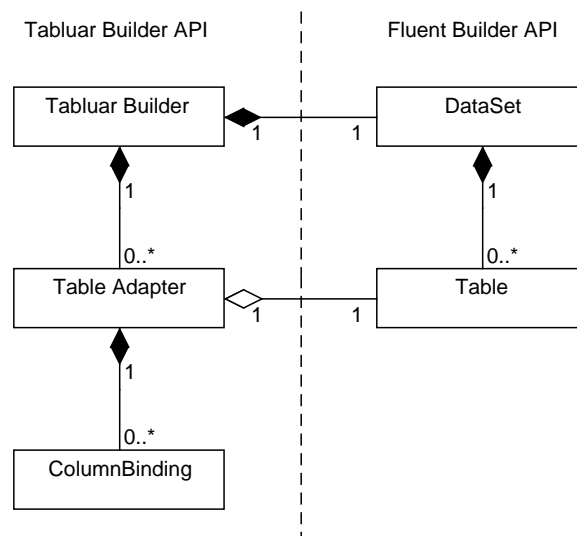 Tabluar Builder API
Fluent Builder API
Tabluar Builder
DataSet
1
1
1
1
0..*
0..*
Table Adapter
Table
1
1
1
0..*
ColumnBinding